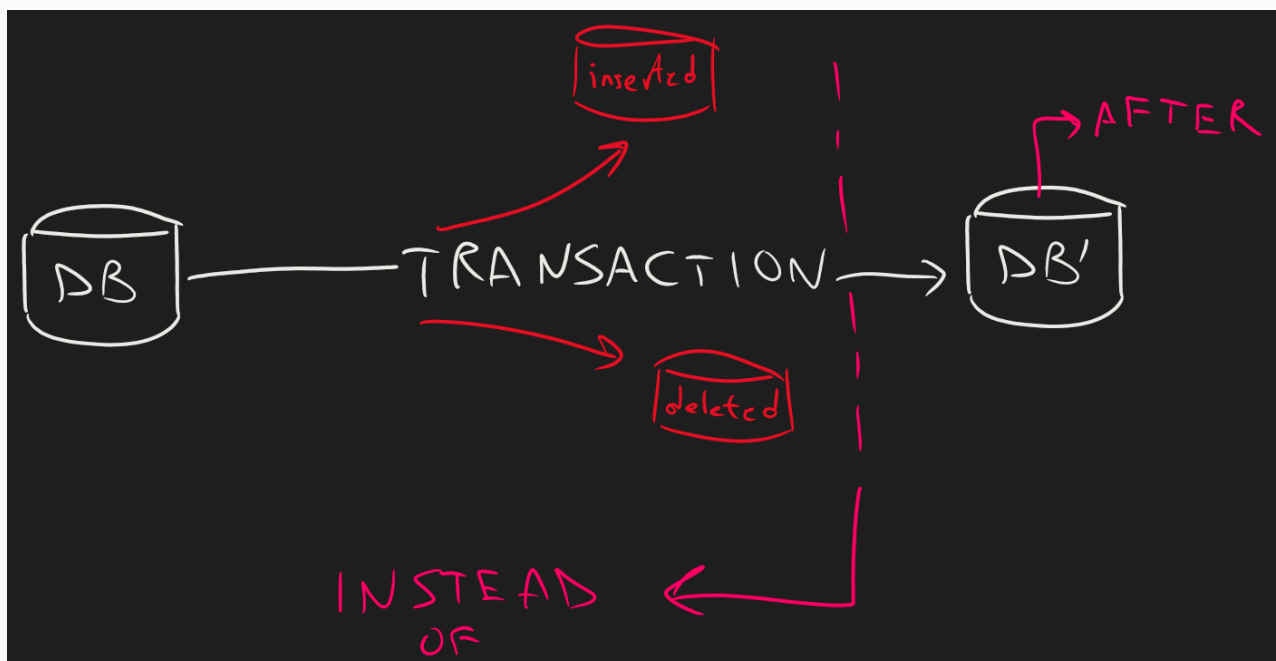 inserted
AFTER
DB
TRANSACTION
DB'
deleted
INSTEAD
OF